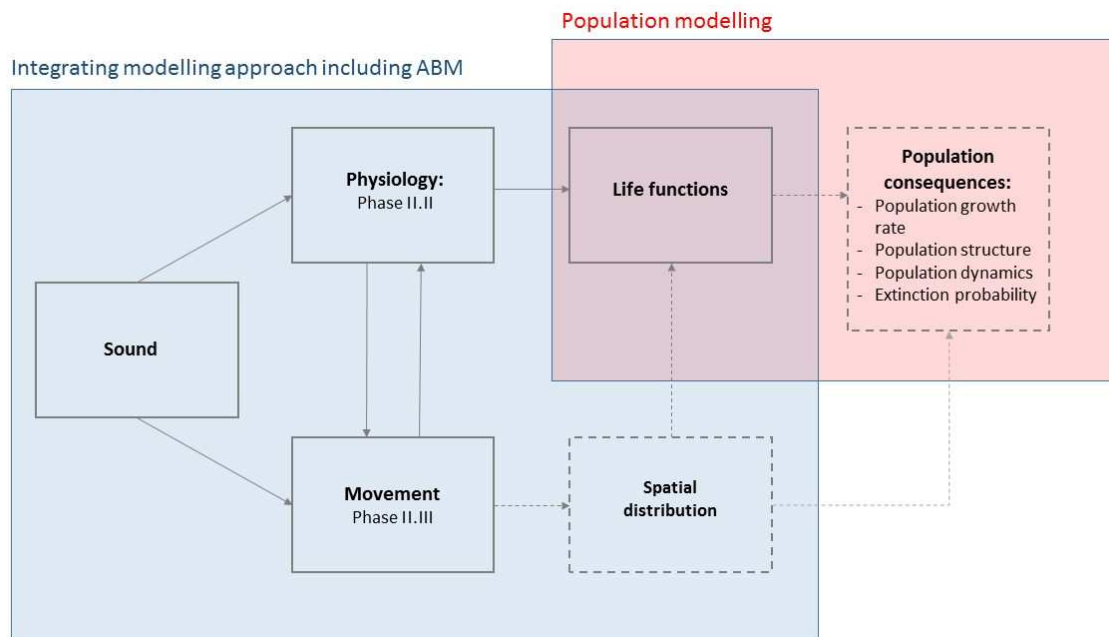 Population modelling
Integrating modelling approach including ABM
Physiology:
Phase II.II
Life functions
Population
consequences:
- Population growth
rate
- Population structure
- Population dynamics
- Extinction probability
Sound
Movement
Phase II.III
Spatial
distribution